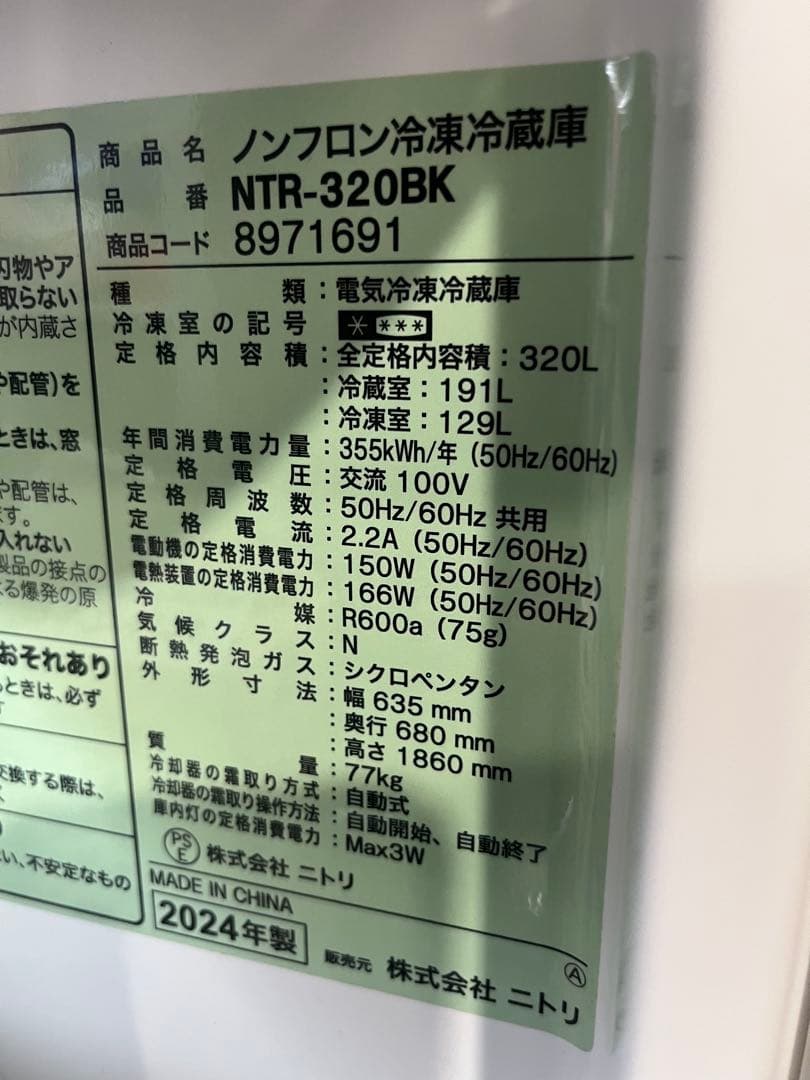 商品名 ノンフロン冷凍冷蔵庫
品番 NTR-320BK
商品コード 8971691
種類：電気冷凍冷蔵庫
冷凍室の記号 * ***
定格内容積：全定格内容積：320L
：冷蔵室：191L
：冷凍室：129L
年間消費電力量：355kWh/年 (50Hz/60Hz)
定格電圧：交流 100V
定格周波数：50Hz/60Hz 共用
定格電流：2.2A (50Hz/60Hz)
電動機の定格消費電力：150W (50Hz/60Hz)
電熱装置の定格消費電力：166W (50Hz/60Hz)
冷媒：R600a (75g)
気候クラス：N
断熱発泡ガス：シクロペンタン
外形寸法：幅 635 mm
：奥行 680 mm
：高さ 1860 mm
質量：77kg
冷却器の霜取り方式：自動式
冷却器の霜取り操作方法：自動開始、自動終了
庫内灯の定格消費電力：Max3W
PSE 株式会社 ニトリ
MADE IN CHINA
2024年製
販売元 株式会社 ニトリ
A
刃物やア
取らない
が内蔵さ
や配管)を
ときは、窓
や配管は、
ます。
入れない
製品の接点の
よる爆発の原
おそれあり
ときは、必ず
交換する際は、
い、不安定なもの